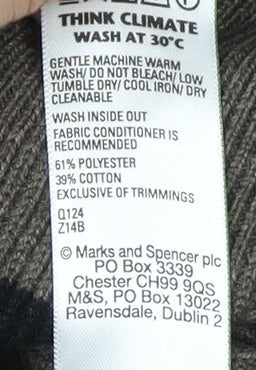 THINK CLIMATE
WASH AT 30°C
GENTLE MACHINE WARM
WASH/ DO NOT BLEACH/ LOW
TUMBLE DRY/ COOL IRON/ DRY
CLEANABLE
WASH INSIDE OUT
FABRIC CONDITIONER IS
RECOMMENDED
61% POLYESTER
39% COTTON
EXCLUSIVE OF TRIMMINGS
Q124
Z14B
© Marks and Spencer plc
PO Box 3339
Chester CH99 9QS
M&S, PO Box 13022
Ravensdale, Dublin 2